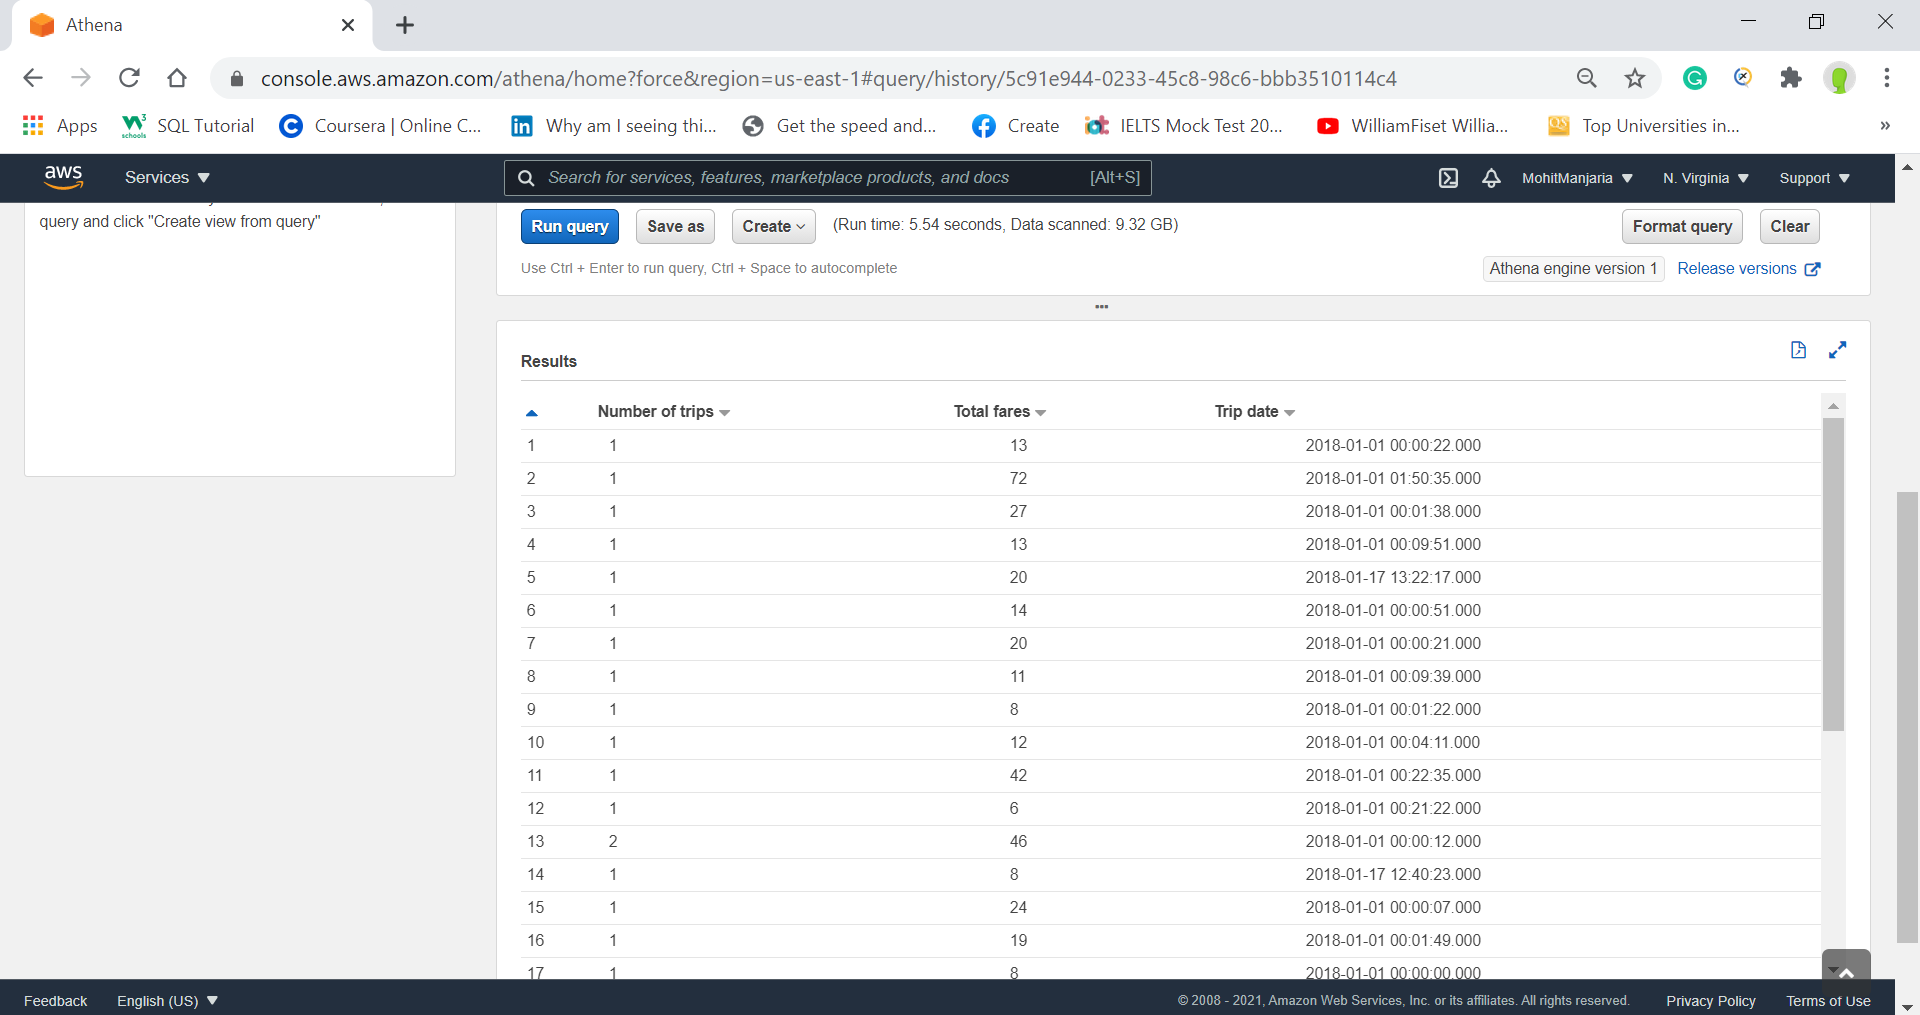 Athena
console.aws.amazon.com/athena/home?force&region=us-east-1#query/history/5c91e944-0233-45c8-98c6-bbb3510114c4
Apps SQL Tutorial Coursera | Online C... Why am I seeing thi... Get the speed and... Create IELTS Mock Test 20... WilliamFiset Willia... Top Universities in... »
aws Services Search for services, features, marketplace products, and docs [Alt+S] MohitManjaria N. Virginia Support
query and click "Create view from query"
Run query Save as Create (Run time: 5.54 seconds, Data scanned: 9.32 GB) Format query Clear
Use Ctrl + Enter to run query, Ctrl + Space to autocomplete Athena engine version 1 Release versions
Results
Number of trips Total fares Trip date
1 1 13 2018-01-01 00:00:22.000
2 1 72 2018-01-01 01:50:35.000
3 1 27 2018-01-01 00:01:38.000
4 1 13 2018-01-01 00:09:51.000
5 1 20 2018-01-17 13:22:17.000
6 1 14 2018-01-01 00:00:51.000
7 1 20 2018-01-01 00:00:21.000
8 1 11 2018-01-01 00:09:39.000
9 1 8 2018-01-01 00:01:22.000
10 1 12 2018-01-01 00:04:11.000
11 1 42 2018-01-01 00:22:35.000
12 1 6 2018-01-01 00:21:22.000
13 2 46 2018-01-01 00:00:12.000
14 1 8 2018-01-17 12:40:23.000
15 1 24 2018-01-01 00:00:07.000
16 1 19 2018-01-01 00:01:49.000
17 1 8 2018-01-01 00:00:00.000
Feedback English (US) © 2008 - 2021, Amazon Web Services, Inc. or its affiliates. All rights reserved. Privacy Policy Terms of Use